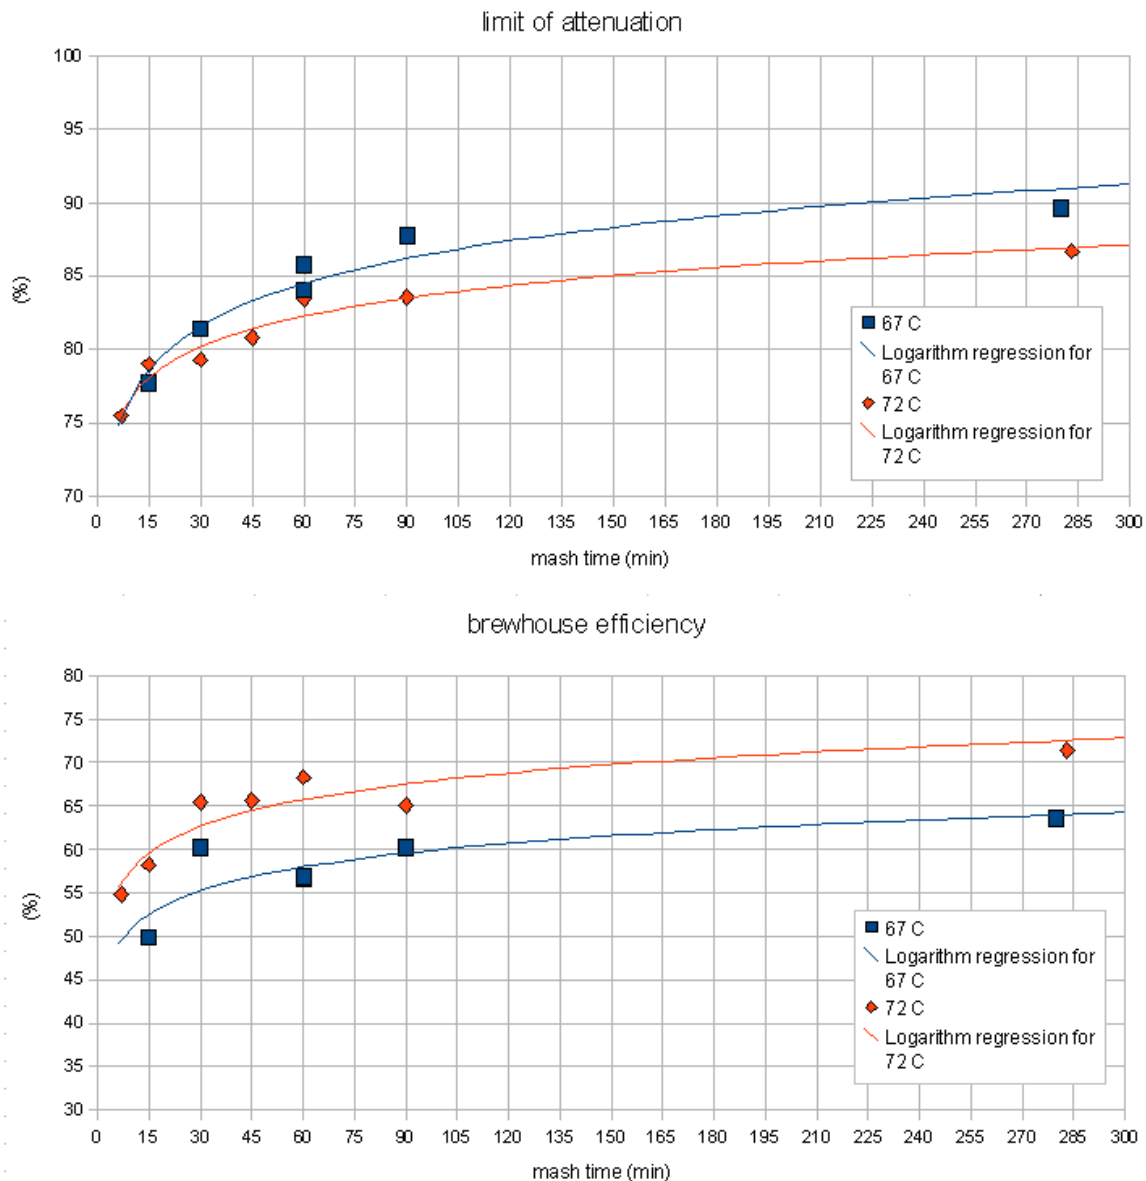 limit of attenuation
100
95
90
85
80
75
70
(%)
0 15 30 45 60 75 90 105 120 135 150 165 180 195 210 225 240 255 270 285 300
mash time (min)
67 C
Logarithm regression for
67 C
72 C
Logarithm regression for
72 C
brewhouse efficiency
80
75
70
65
60
55
50
45
40
35
30
(%)
0 15 30 45 60 75 90 105 120 135 150 165 180 195 210 225 240 255 270 285 300
mash time (min)
67 C
Logarithm regression for
67 C
72 C
Logarithm regression for
72 C